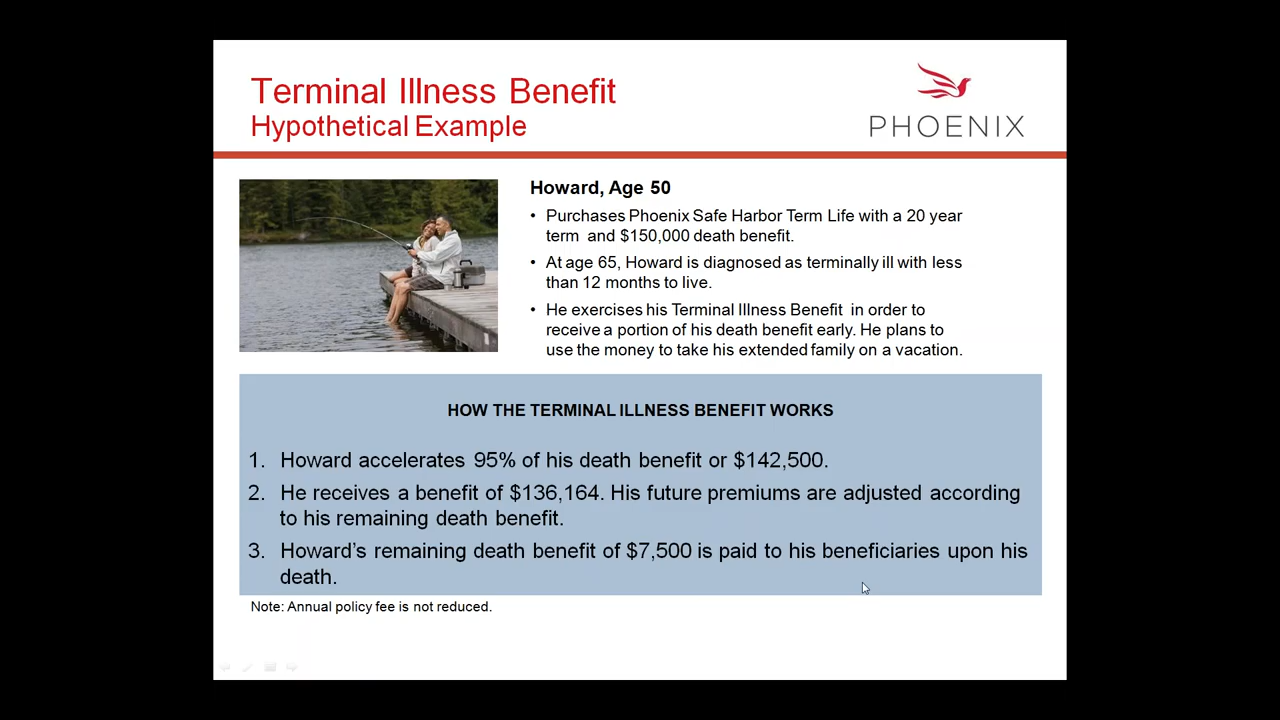 Terminal Illness Benefit
Hypothetical Example
PHOENIX
Howard, Age 50
• Purchases Phoenix Safe Harbor Term Life with a 20 year
term and $150,000 death benefit.
• At age 65, Howard is diagnosed as terminally ill with less
than 12 months to live.
• He exercises his Terminal Illness Benefit in order to
receive a portion of his death benefit early. He plans to
use the money to take his extended family on a vacation.
HOW THE TERMINAL ILLNESS BENEFIT WORKS
1. Howard accelerates 95% of his death benefit or $142,500.
2. He receives a benefit of $136,164. His future premiums are adjusted according
to his remaining death benefit.
3. Howard’s remaining death benefit of $7,500 is paid to his beneficiaries upon his
death.
Note: Annual policy fee is not reduced.